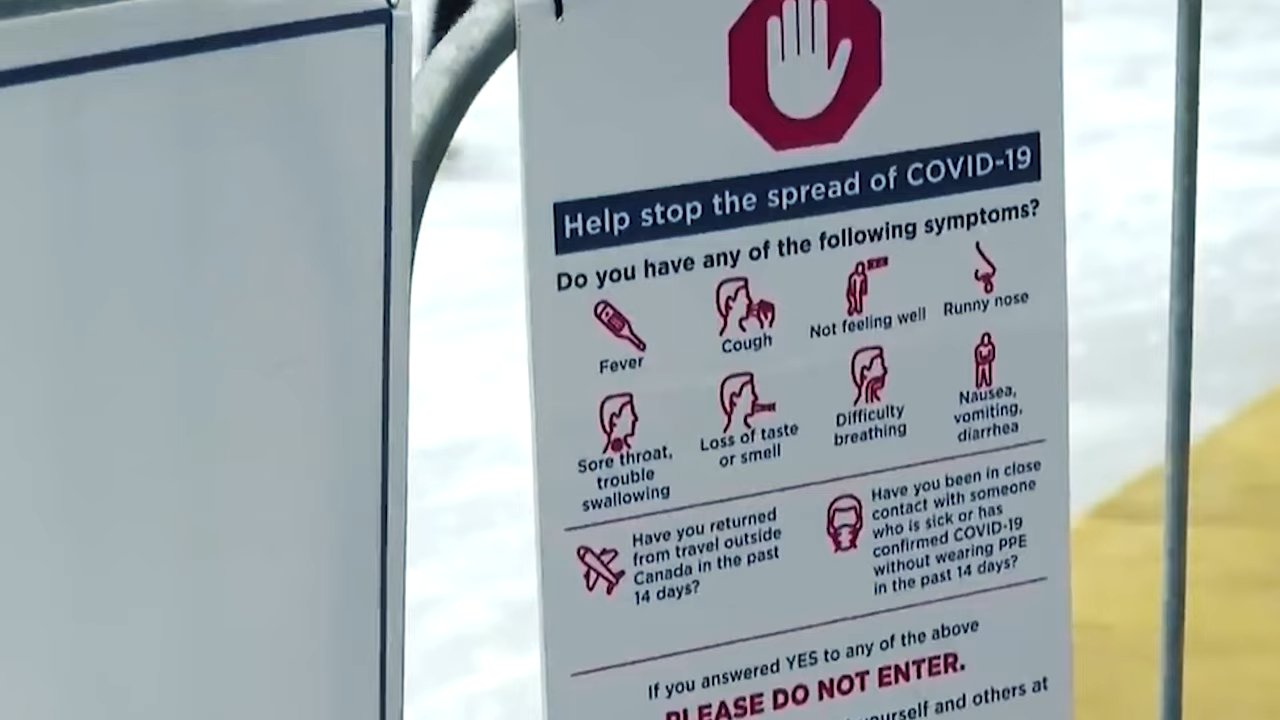 Help stop the spread of COVID-19
Do you have any of the following symptoms?
Fever
Cough
Not feeling well
Runny nose
Sore throat,
trouble
swallowing
Loss of taste
or smell
Difficulty
breathing
Nausea,
vomiting,
diarrhea
Have you returned
from travel outside
Canada in the past
14 days?
Have you been in close
contact with someone
who is sick or has
confirmed COVID-19
without wearing PPE
in the past 14 days?
If you answered YES to any of the above
PLEASE DO NOT ENTER.
yourself and others at